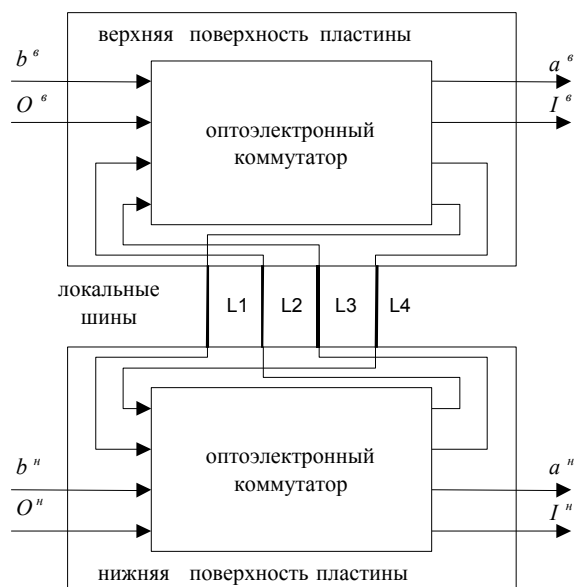 верхняя поверхность пластины
b ᵉ
a ᵉ
O ᵉ
I ᵉ
оптоэлектронный
коммутатор
локальные
шины
L1 L2 L3 L4
оптоэлектронный
коммутатор
b ᵸ
a ᵸ
O ᵸ
I ᵸ
нижняя поверхность пластины